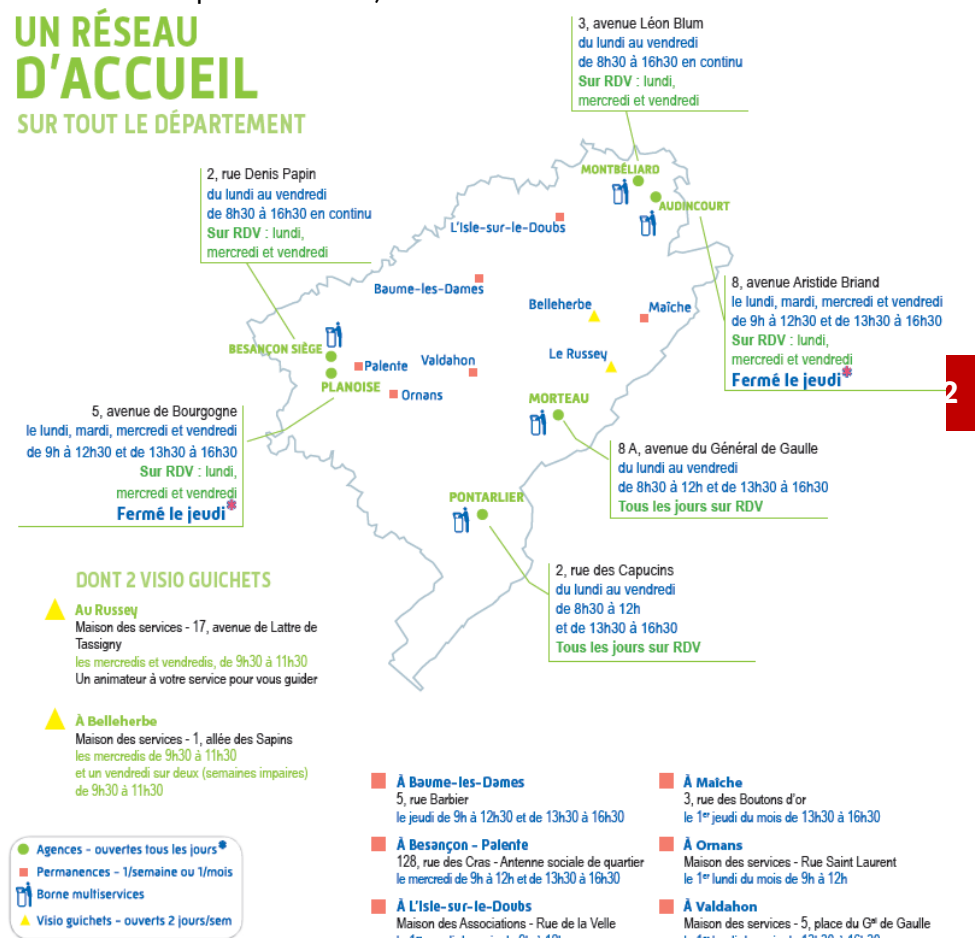 UN RÉSEAU
D'ACCUEIL
SUR TOUT LE DÉPARTEMENT
3, avenue Léon Blum
du lundi au vendredi
de 8h30 à 16h30 en continu
Sur RDV : lundi,
mercredi et vendredi
2, rue Denis Papin
du lundi au vendredi
de 8h30 à 16h30 en continu
Sur RDV : lundi,
mercredi et vendredi
MONTBÉLIARD
AUDINCOURT
L'Isle-sur-le-Doubs
Baume-les-Dames
Belleherbe
Maîche
8, avenue Aristide Briand
le lundi, mardi, mercredi et vendredi
de 9h à 12h30 et de 13h30 à 16h30
Sur RDV : lundi,
mercredi et vendredi
Fermé le jeudi*
BESANÇON SIÈGE
Palente
Valdahon
Le Russey
PLANOISE
Ornans
MORTEAU
2
5, avenue de Bourgogne
le lundi, mardi, mercredi et vendredi
de 9h à 12h30 et de 13h30 à 16h30
Sur RDV : lundi,
mercredi et vendredi
Fermé le jeudi*
8 A, avenue du Général de Gaulle
du lundi au vendredi
de 8h30 à 12h et de 13h30 à 16h30
Tous les jours sur RDV
PONTARLIER
2, rue des Capucins
du lundi au vendredi
de 8h30 à 12h
et de 13h30 à 16h30
Tous les jours sur RDV
DONT 2 VISIO GUICHETS
Au Russey
Maison des services - 17, avenue de Lattre de
Tassigny
les mercredis et vendredis, de 9h30 à 11h30
Un animateur à votre service pour vous guider
À Belleherbe
Maison des services - 1, allée des Sapins
les mercredis de 9h30 à 11h30
et un vendredi sur deux (semaines impaires)
de 9h30 à 11h30
Agences - ouvertes tous les jours*
Permanences - 1/semaine ou 1/mois
Borne multiservices
Visio guichets - ouverts 2 jours/sem
À Baume-les-Dames
5, rue Barbier
le jeudi de 9h à 12h30 et de 13h30 à 16h30
À Besançon - Palente
128, rue des Cras - Antenne sociale de quartier
le mercredi de 9h à 12h et de 13h30 à 16h30
À L'Isle-sur-le-Doubs
Maison des Associations - Rue de la Velle
À Maîche
3, rue des Boutons d'or
le 1er jeudi du mois de 13h30 à 16h30
À Ornans
Maison des services - Rue Saint Laurent
le 1er lundi du mois de 9h à 12h
À Valdahon
Maison des services - 5, place du Gal de Gaulle